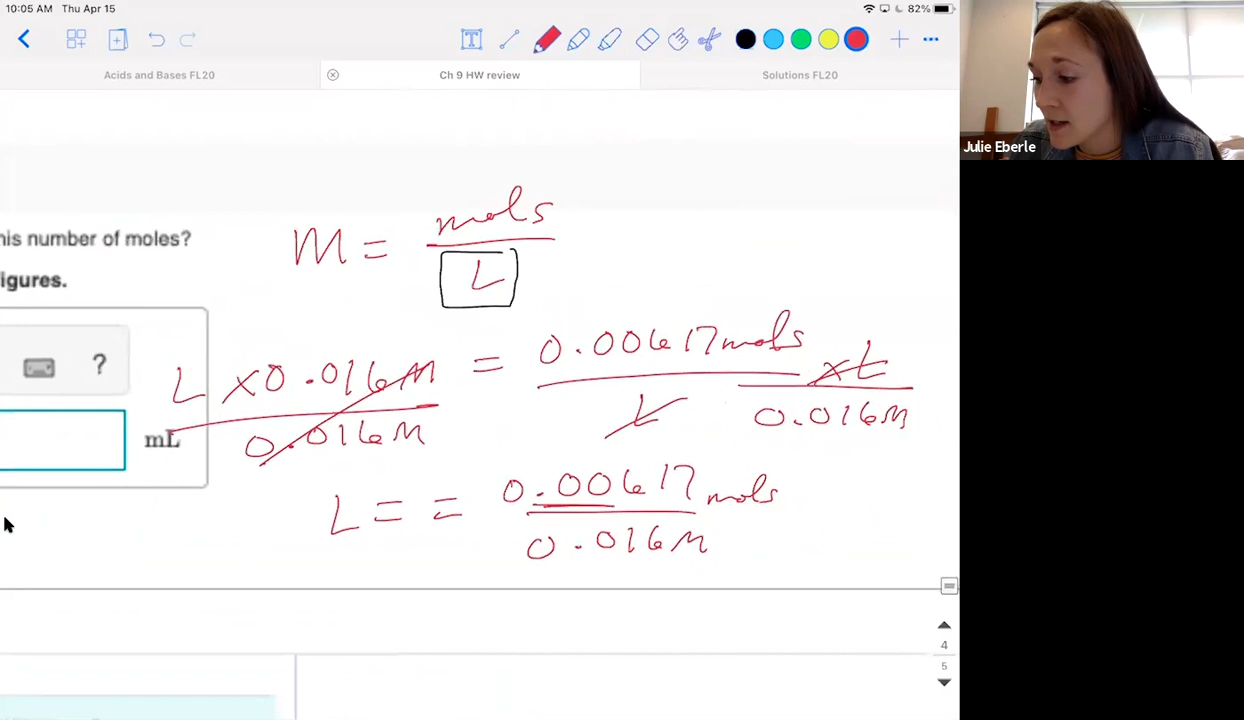 10:05 AM Thu Apr 15
82%
Acids and Bases FL20
Ch 9 HW review
Solutions FL20
Julie Eberle
his number of moles?
igures.
?
mL
M = mols / L
L x 0.016M / 0.016M = 0.00617 mols / L x L / 0.016M
L = = 0.00617 mols / 0.016M
4
5